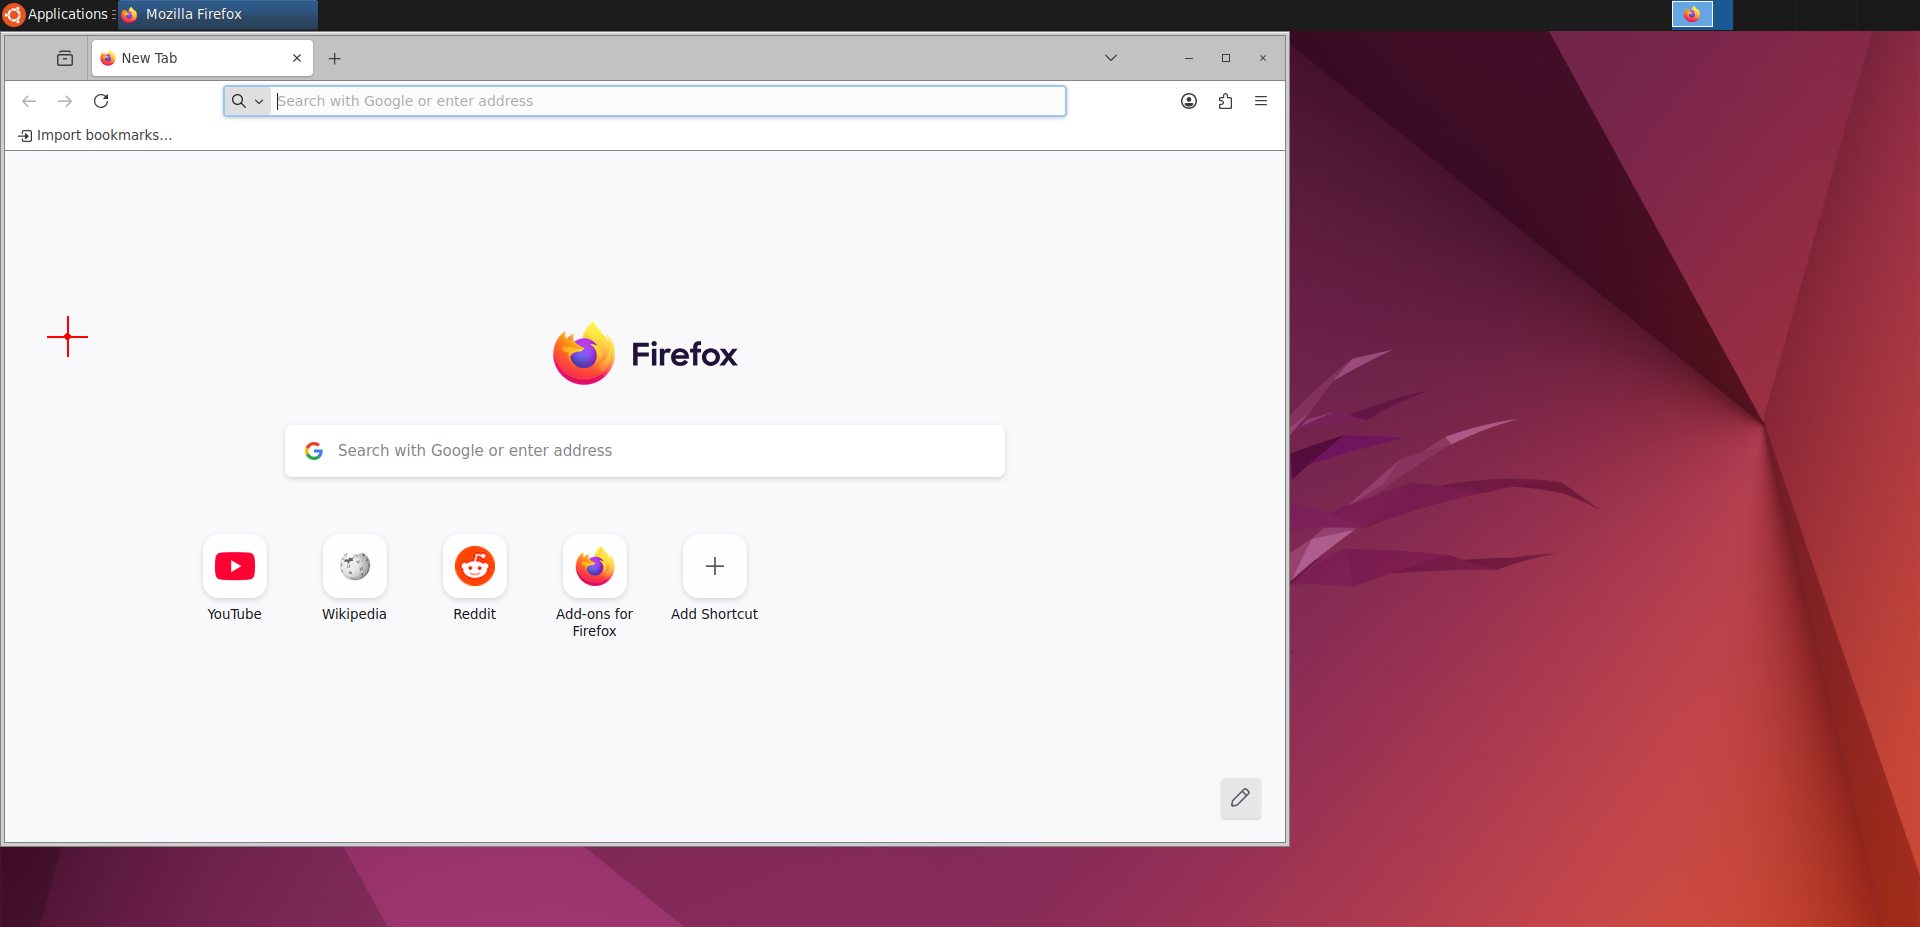 Applications
Mozilla Firefox
New Tab
Search with Google or enter address
Import bookmarks...
Firefox
Search with Google or enter address
YouTube
Wikipedia
Reddit
Add-ons for
Firefox
Add Shortcut